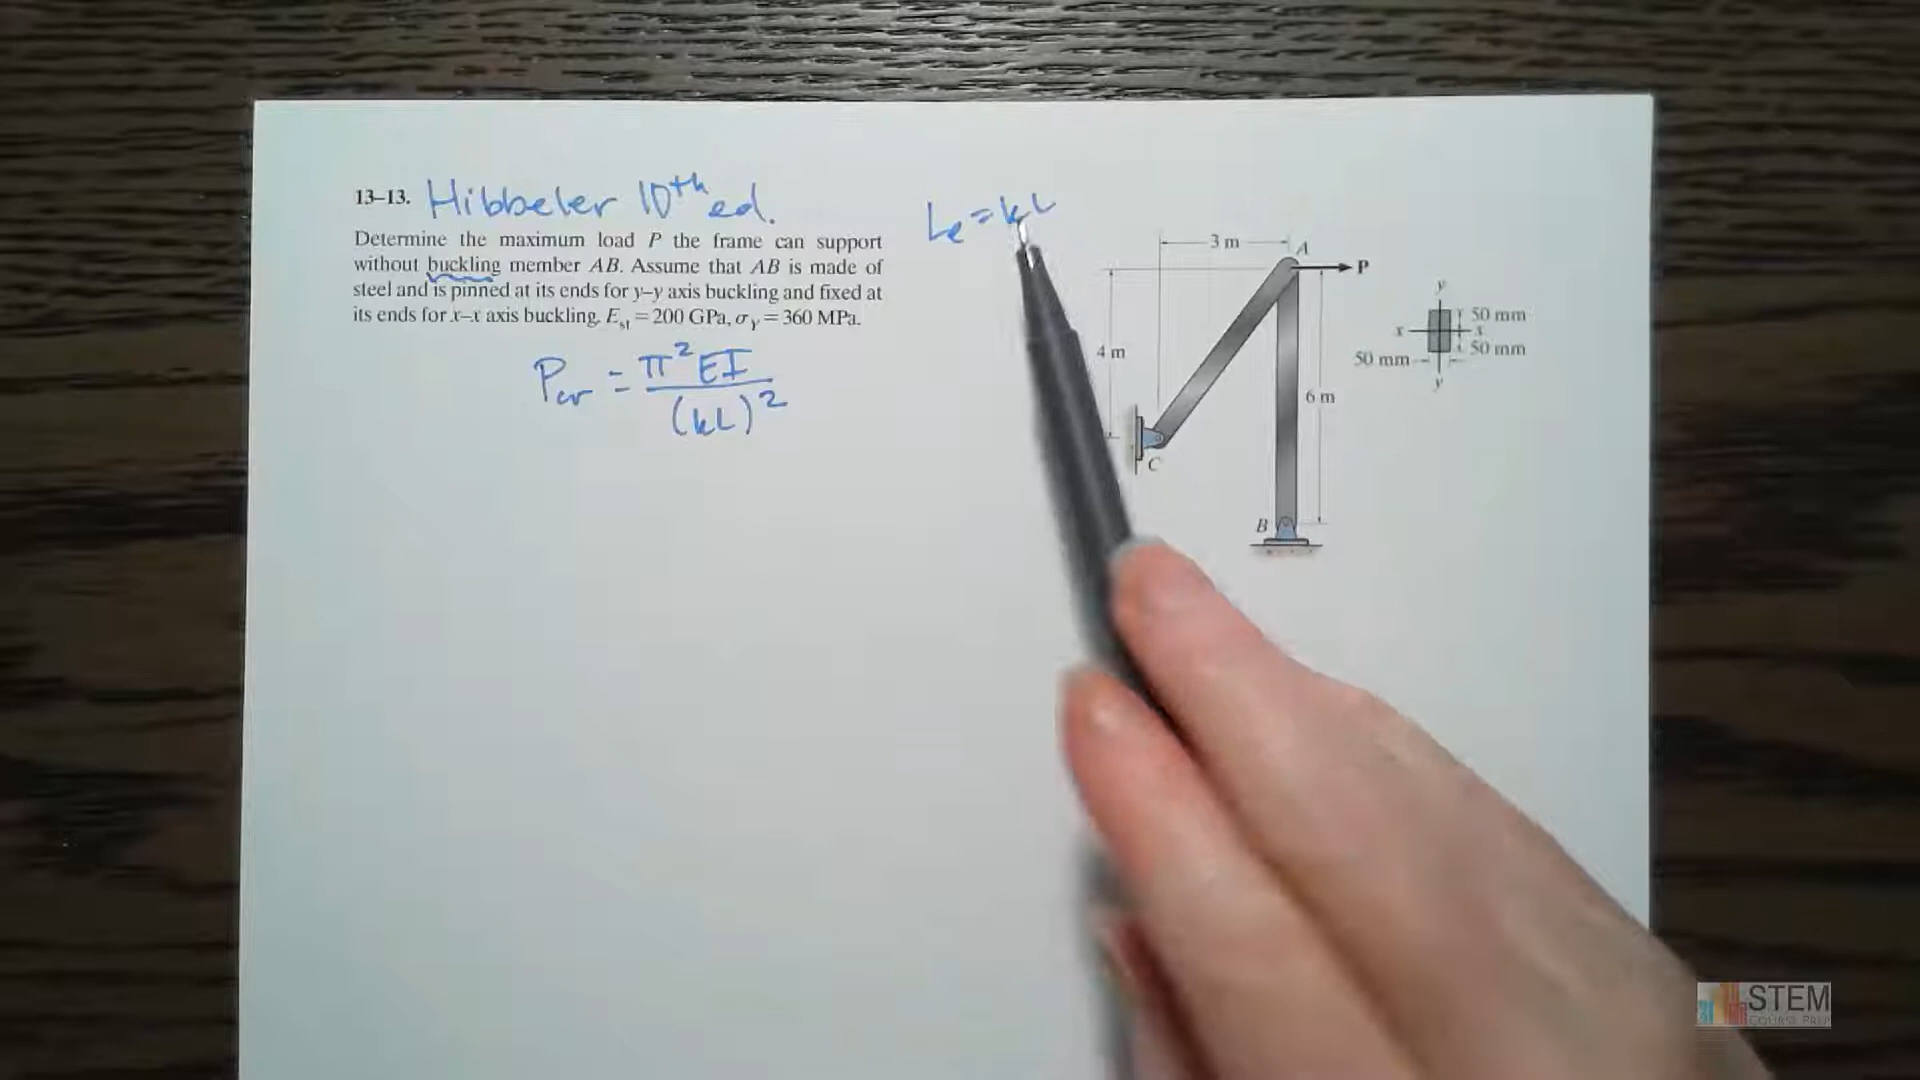 13–13. Hibbeler 10th ed.
Determine the maximum load P the frame can support
without buckling member AB. Assume that AB is made of
steel and is pinned at its ends for y–y axis buckling and fixed at
its ends for x–x axis buckling. Est = 200 GPa, σY = 360 MPa.
Pcr = π²EI
(kL)²
Le = kL
3 m
A
P
4 m
6 m
C
B
y
50 mm
x
x
50 mm
50 mm
y
STEM
COURSE PREP